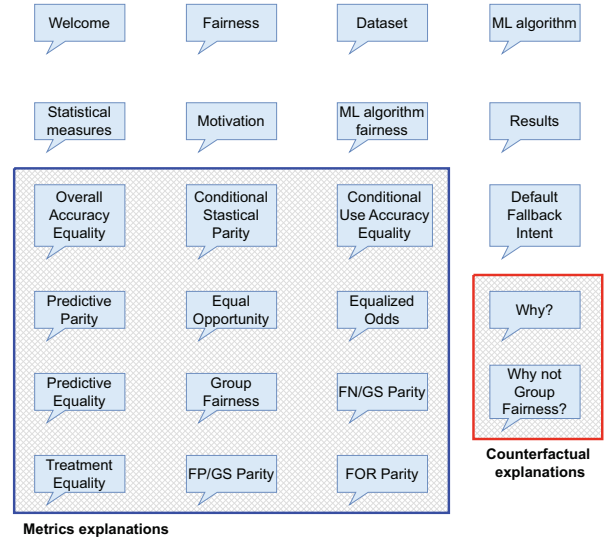 Welcome
Fairness
Dataset
ML algorithm
Statistical
measures
Motivation
ML algorithm
fairness
Results
Overall
Accuracy
Equality
Conditional
Stastical
Parity
Conditional
Use Accuracy
Equality
Default
Fallback
Intent
Predictive
Parity
Equal
Opportunity
Equalized
Odds
Why?
Predictive
Equality
Group
Fairness
FN/GS Parity
Why not
Group
Fairness?
Treatment
Equality
FP/GS Parity
FOR Parity
Counterfactual
explanations
Metrics explanations